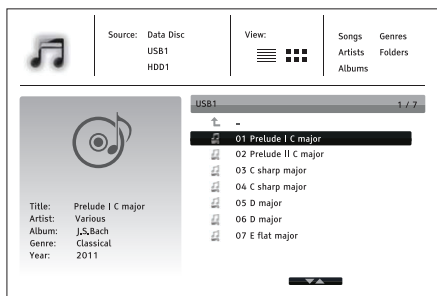 Source: Data Disc
USB1
HDD1
View:
Songs Genres
Artists Folders
Albums
USB1 1 / 7
-
01 Prelude I C major
02 Prelude II C major
03 C sharp major
04 C sharp major
05 D major
06 D major
07 E flat major
Title: Prelude I C major
Artist: Various
Album: J.S.Bach
Genre: Classical
Year: 2011